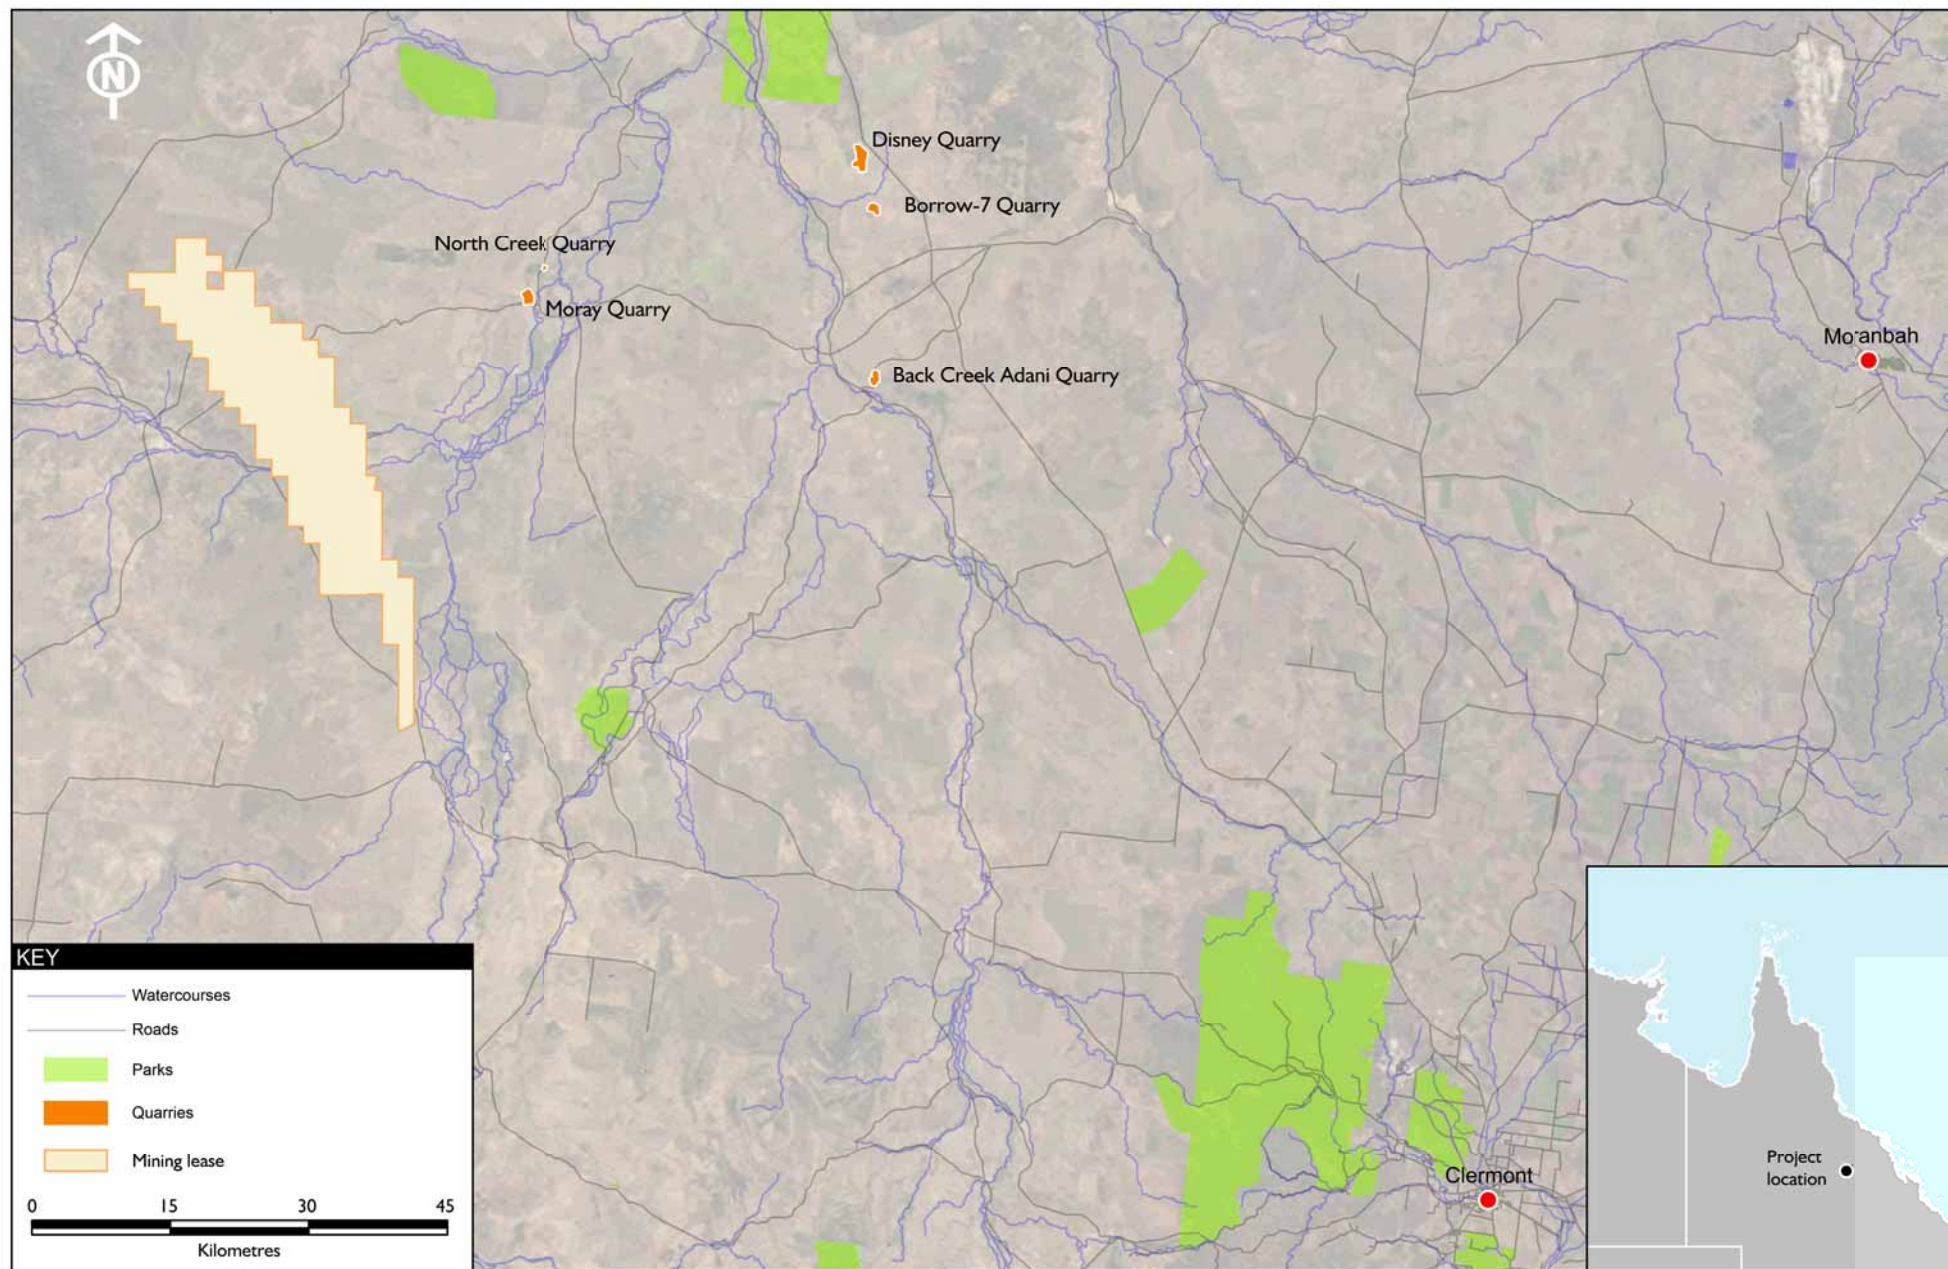 N
Disney Quarry
Borrow-7 Quarry
North Creek Quarry
Moray Quarry
Moranbah
Back Creek Adani Quarry
KEY
Watercourses
Roads
Parks
Quarries
Mining lease
0 15 30 45
Kilometres
Clermont
Project
location